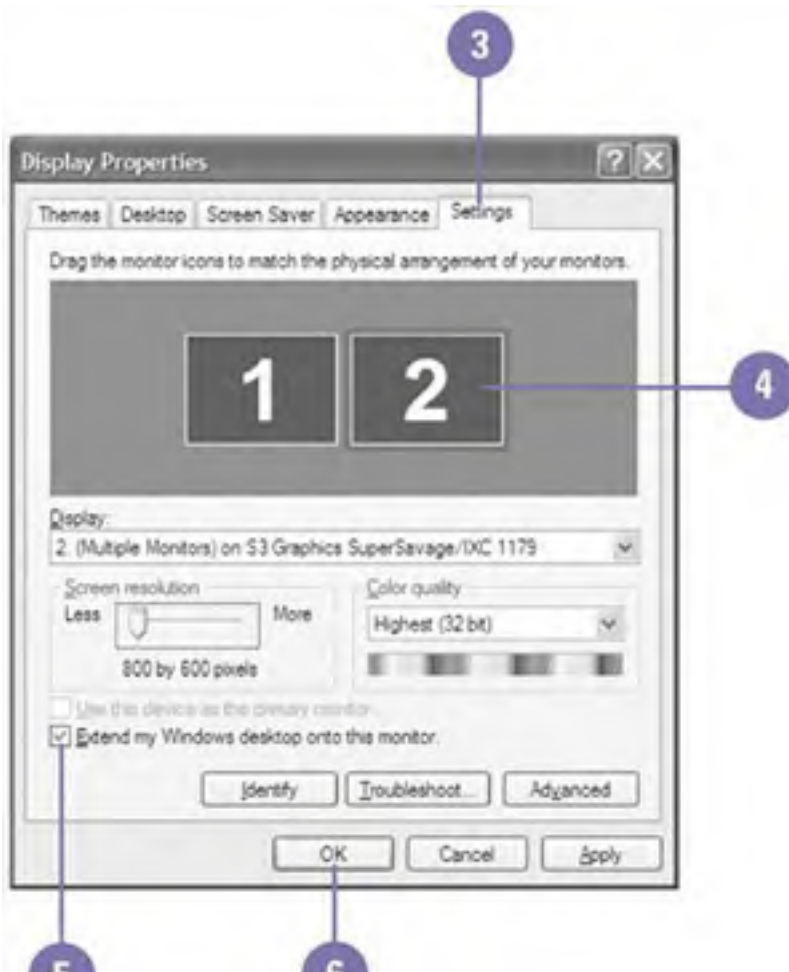 3
Display Properties
Themes Desktop Screen Saver Appearance Settings
Drag the monitor icons to match the physical arrangement of your monitors.
1 2
4
Display:
2. (Multiple Monitors) on S3 Graphics SuperSavage/IXC 1179
Screen resolution
Less More
800 by 600 pixels
Color quality
Highest (32 bit)
Use this device as the primary monitor.
Extend my Windows desktop onto this monitor.
Identify Troubleshoot... Advanced
OK Cancel Apply
5 6